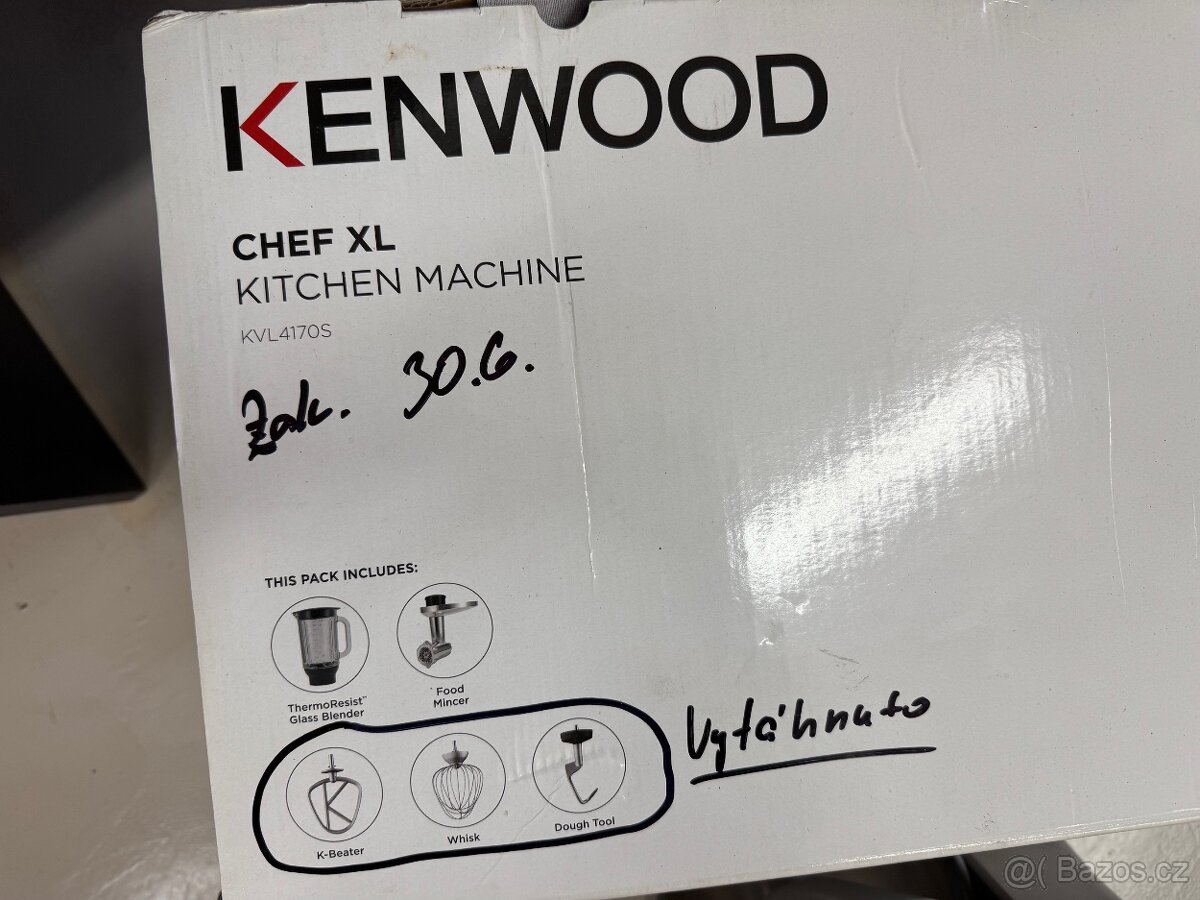 KENWOOD
CHEF XL
KITCHEN MACHINE
KVL4170S
Zak. 30.6.
THIS PACK INCLUDES:
ThermoResist™
Glass Blender
Food
Mincer
Vytáhnuto
K-Beater
Whisk
Dough Tool
@( Bazos.cz